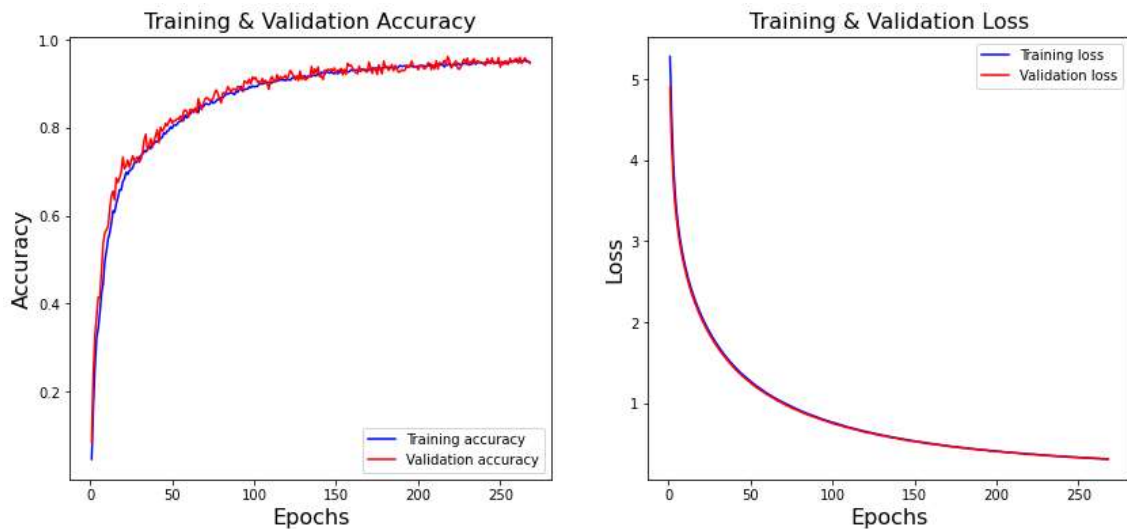 Training & Validation Accuracy
1.0
0.8
0.6
0.4
0.2
Accuracy
Training accuracy
Validation accuracy
0
50
100
150
200
250
Epochs
Training & Validation Loss
Training loss
Validation loss
5
4
3
2
1
Loss
0
50
100
150
200
250
Epochs